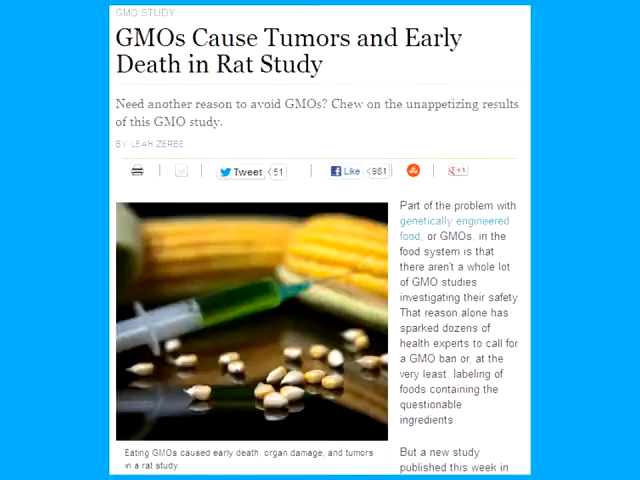 GMO STUDY
GMOs Cause Tumors and Early
Death in Rat Study
Need another reason to avoid GMOs? Chew on the unappetizing results
of this GMO study.
BY LEAH ZERBE
Tweet 51
Like 981
g+1
Part of the problem with
genetically engineered
food, or GMOs, in the
food system is that
there aren't a whole lot
of GMO studies
investigating their safety.
That reason alone has
sparked dozens of
health experts to call for
a GMO ban or, at the
very least, labeling of
foods containing the
questionable
ingredients.
But a new study
published this week in
Eating GMOs caused early death, organ damage, and tumors
in a rat study.